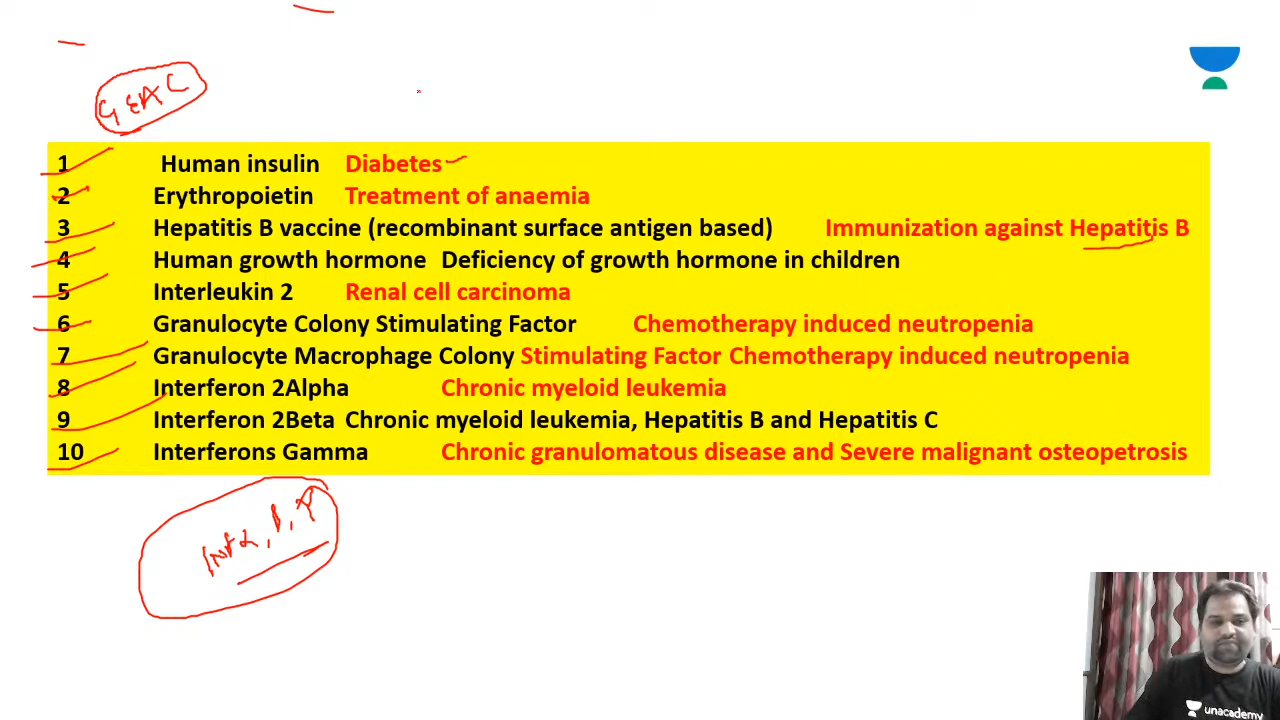 GEAC
1 Human insulin Diabetes
2 Erythropoietin Treatment of anaemia
3 Hepatitis B vaccine (recombinant surface antigen based) Immunization against Hepatitis B
4 Human growth hormone Deficiency of growth hormone in children
5 Interleukin 2 Renal cell carcinoma
6 Granulocyte Colony Stimulating Factor Chemotherapy induced neutropenia
7 Granulocyte Macrophage Colony Stimulating Factor Chemotherapy induced neutropenia
8 Interferon 2Alpha Chronic myeloid leukemia
9 Interferon 2Beta Chronic myeloid leukemia, Hepatitis B and Hepatitis C
10 Interferons Gamma Chronic granulomatous disease and Severe malignant osteopetrosis
unacademy